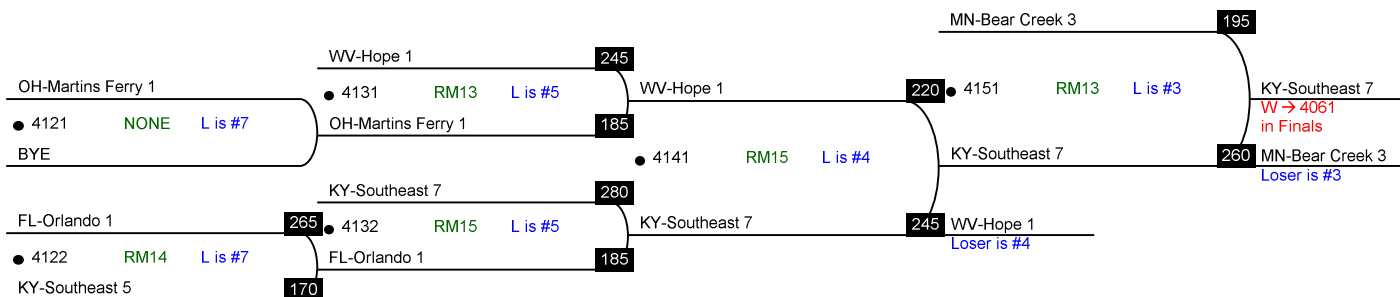 MN-Bear Creek 3 195
WV-Hope 1 245
OH-Martins Ferry 1
WV-Hope 1 220
4151 RM13 L is #3
KY-Southeast 7
4131 RM13 L is #5
W → 4061
in Finals
4121 NONE L is #7
OH-Martins Ferry 1 185
BYE
4141 RM15 L is #4
KY-Southeast 7 260
MN-Bear Creek 3
Loser is #3
KY-Southeast 7 280
FL-Orlando 1 265
4132 RM15 L is #5
KY-Southeast 7 245
WV-Hope 1
Loser is #4
4122 RM14 L is #7
FL-Orlando 1 185
KY-Southeast 5 170